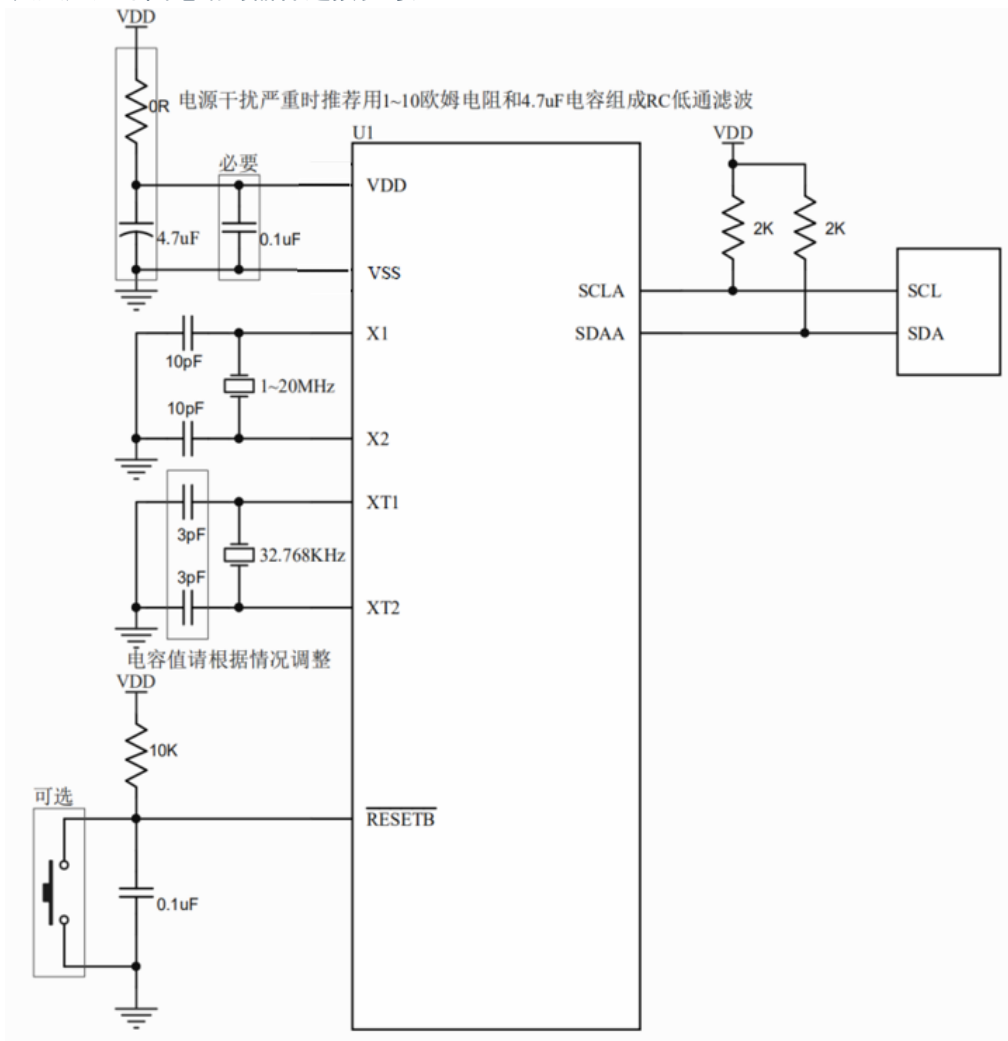 VDD
0R
电源干扰严重时推荐用1~10欧姆电阻和4.7uF电容组成RC低通滤波
U1
VDD
必要
VDD
4.7uF
0.1uF
2K
2K
VSS
SCLA
SCL
SDAA
SDA
X1
10pF
1~20MHz
10pF
X2
XT1
3pF
32.768KHz
3pF
XT2
电容值请根据情况调整
VDD
10K
可选
RESETB
0.1uF